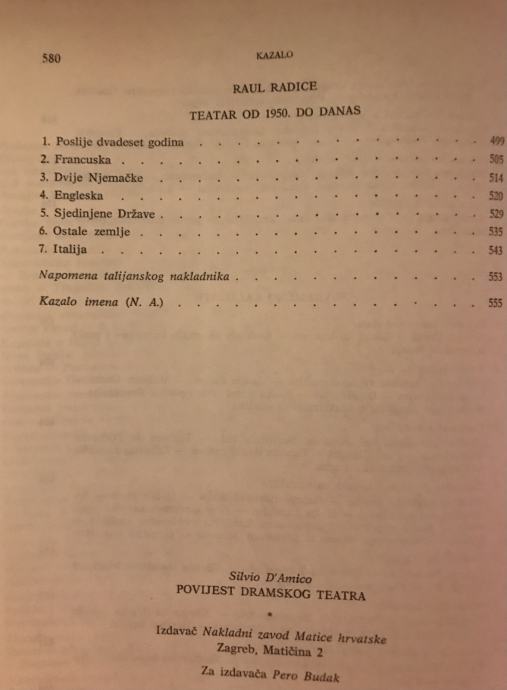 580 KAZALO
RAUL RADICE
TEATAR OD 1950. DO DANAS
1. Poslije dvadeset godina . . . . . . . . . . . . . . . 499
2. Francuska . . . . . . . . . . . . . . . . . . . 505
3. Dvije Njemačke . . . . . . . . . . . . . . . . . 514
4. Engleska . . . . . . . . . . . . . . . . . . . 520
5. Sjedinjene Države . . . . . . . . . . . . . . . . . 529
6. Ostale zemlje . . . . . . . . . . . . . . . . . . 535
7. Italija . . . . . . . . . . . . . . . . . . . . 543
Napomena talijanskog nakladnika . . . . . . . . . . . . . 553
Kazalo imena (N. A.) . . . . . . . . . . . . . . . . 555
Silvio D'Amico
POVIJEST DRAMSKOG TEATRA
*
Izdavač Nakladni zavod Matice hrvatske
Zagreb, Matičina 2
Za izdavača Pero Budak